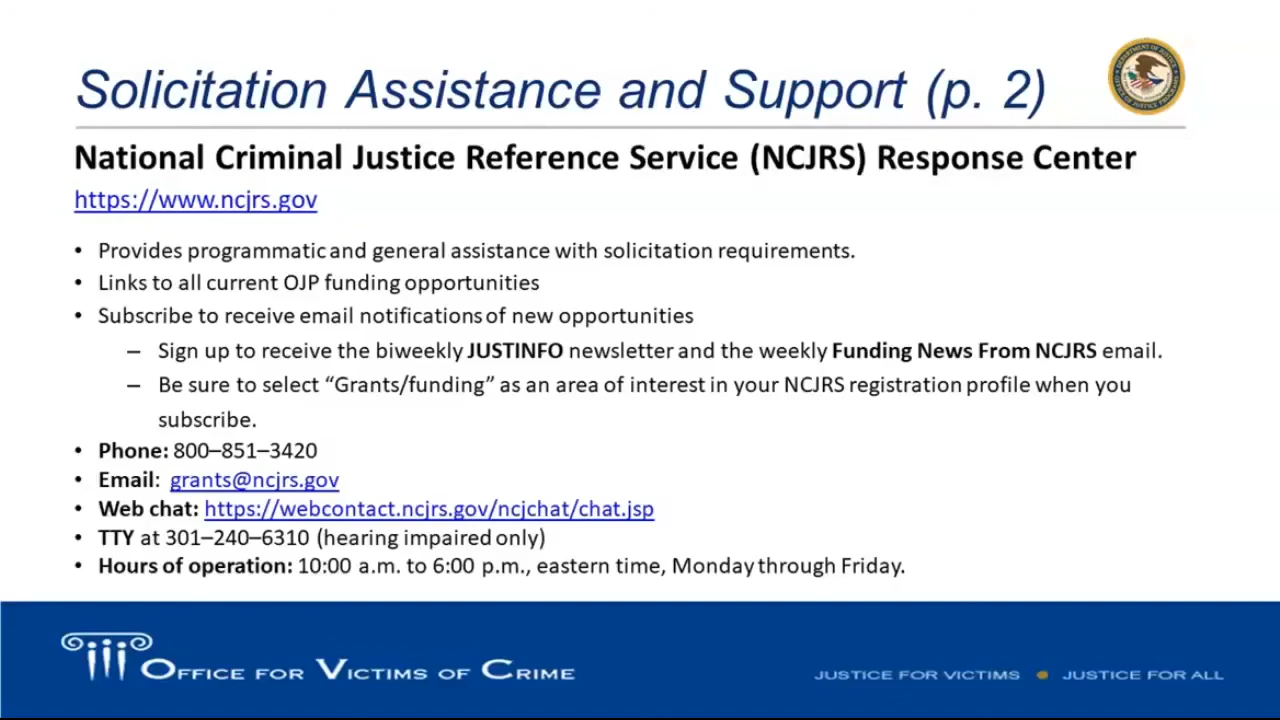 Solicitation Assistance and Support (p. 2)
National Criminal Justice Reference Service (NCJRS) Response Center
https://www.ncjrs.gov
• Provides programmatic and general assistance with solicitation requirements.
• Links to all current OJP funding opportunities
• Subscribe to receive email notifications of new opportunities
– Sign up to receive the biweekly JUSTINFO newsletter and the weekly Funding News From NCJRS email.
– Be sure to select “Grants/funding” as an area of interest in your NCJRS registration profile when you
subscribe.
• Phone: 800–851–3420
• Email: grants@ncjrs.gov
• Web chat: https://webcontact.ncjrs.gov/ncjchat/chat.jsp
• TTY at 301–240–6310 (hearing impaired only)
• Hours of operation: 10:00 a.m. to 6:00 p.m., eastern time, Monday through Friday.
OFFICE FOR VICTIMS OF CRIME
JUSTICE FOR VICTIMS • JUSTICE FOR ALL